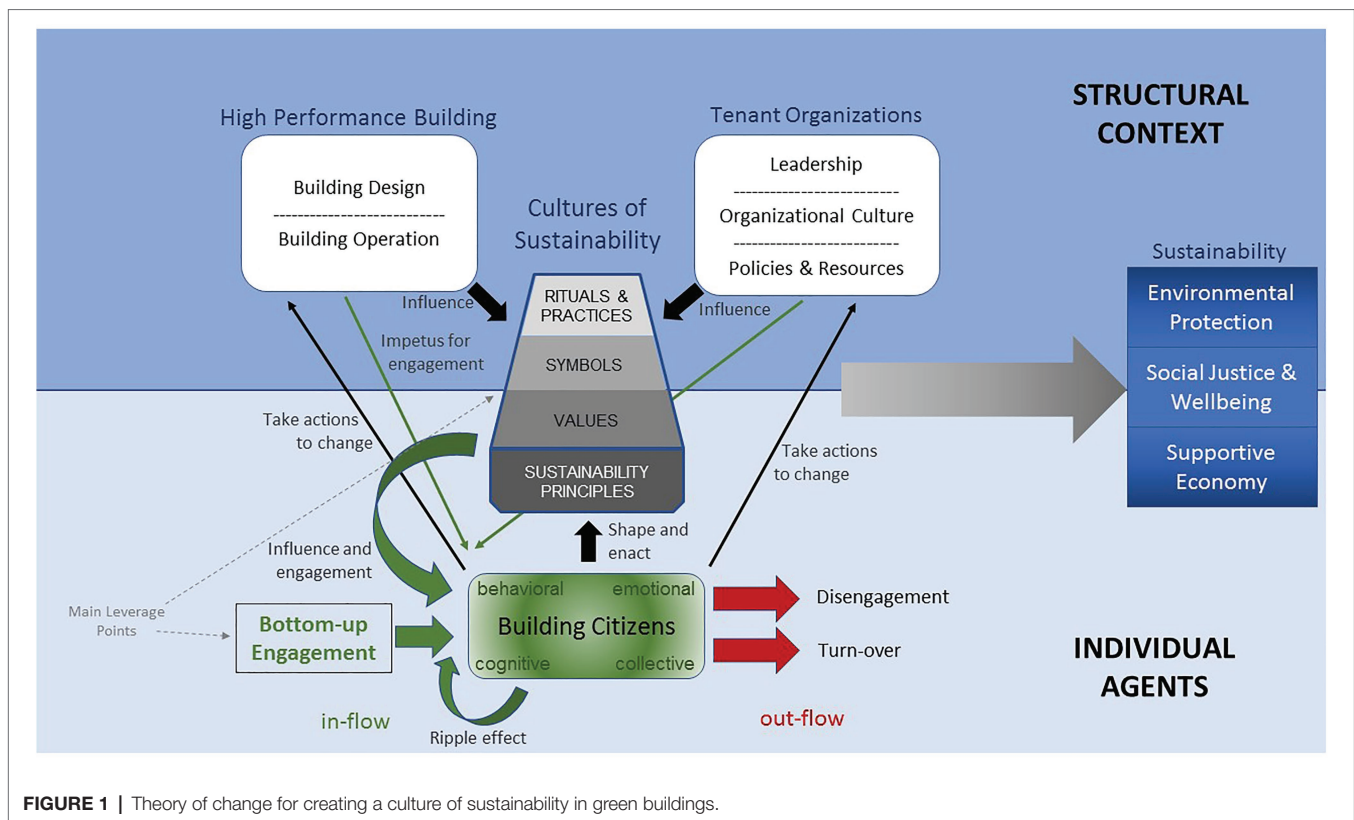 STRUCTURAL
CONTEXT
High Performance Building
Tenant Organizations
Building Design
---------------------------
Building Operation
Leadership
--------------------------
Organizational Culture
--------------------------
Policies & Resources
Cultures of
Sustainability
Sustainability
Environmental
Protection
Social Justice &
Wellbeing
Supportive
Economy
Influence
Influence
RITUALS &
PRACTICES
SYMBOLS
VALUES
SUSTAINABILITY
PRINCIPLES
Impetus for
engagement
Take actions
to change
Take actions
to change
Shape and
enact
Influence and
engagement
Main Leverage
Points
Bottom-up
Engagement
behavioral emotional
Building Citizens
cognitive collective
Disengagement
Turn-over
INDIVIDUAL
AGENTS
in-flow
Ripple effect
out-flow
FIGURE 1 | Theory of change for creating a culture of sustainability in green buildings.